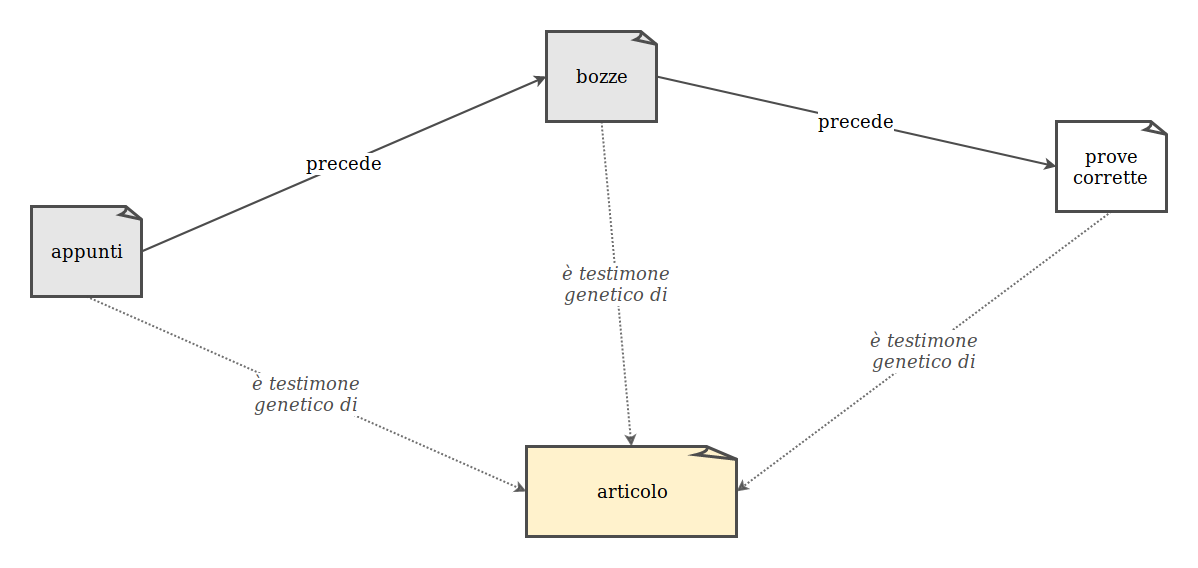 bozze
precede
prove
corrette
precede
appunti
è testimone
genetico di
è testimone
genetico di
è testimone
genetico di
articolo